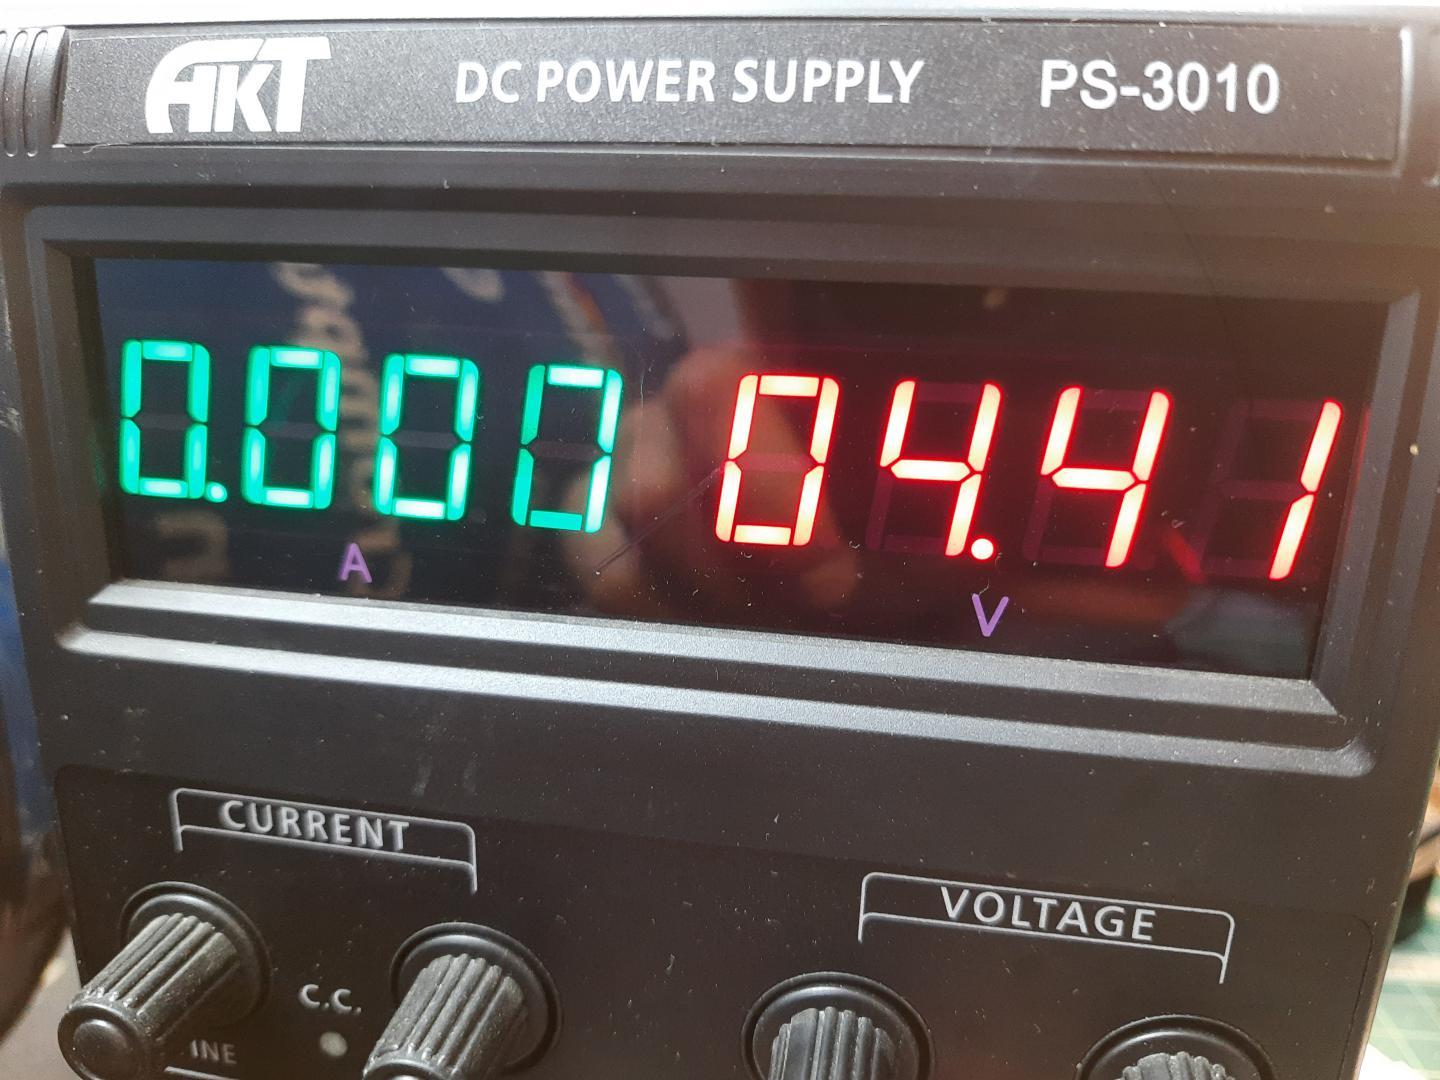 AKT DC POWER SUPPLY PS-3010
0.000 04.41
A V
CURRENT
VOLTAGE
C.C.